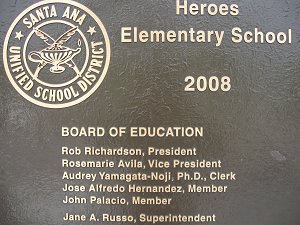 SANTA ANA
UNIFIED SCHOOL DISTRICT
Heroes
Elementary School
2008
BOARD OF EDUCATION
Rob Richardson, President
Rosemarie Avila, Vice President
Audrey Yamagata-Noji, Ph.D., Clerk
Jose Alfredo Hernandez, Member
John Palacio, Member
Jane A. Russo, Superintendent